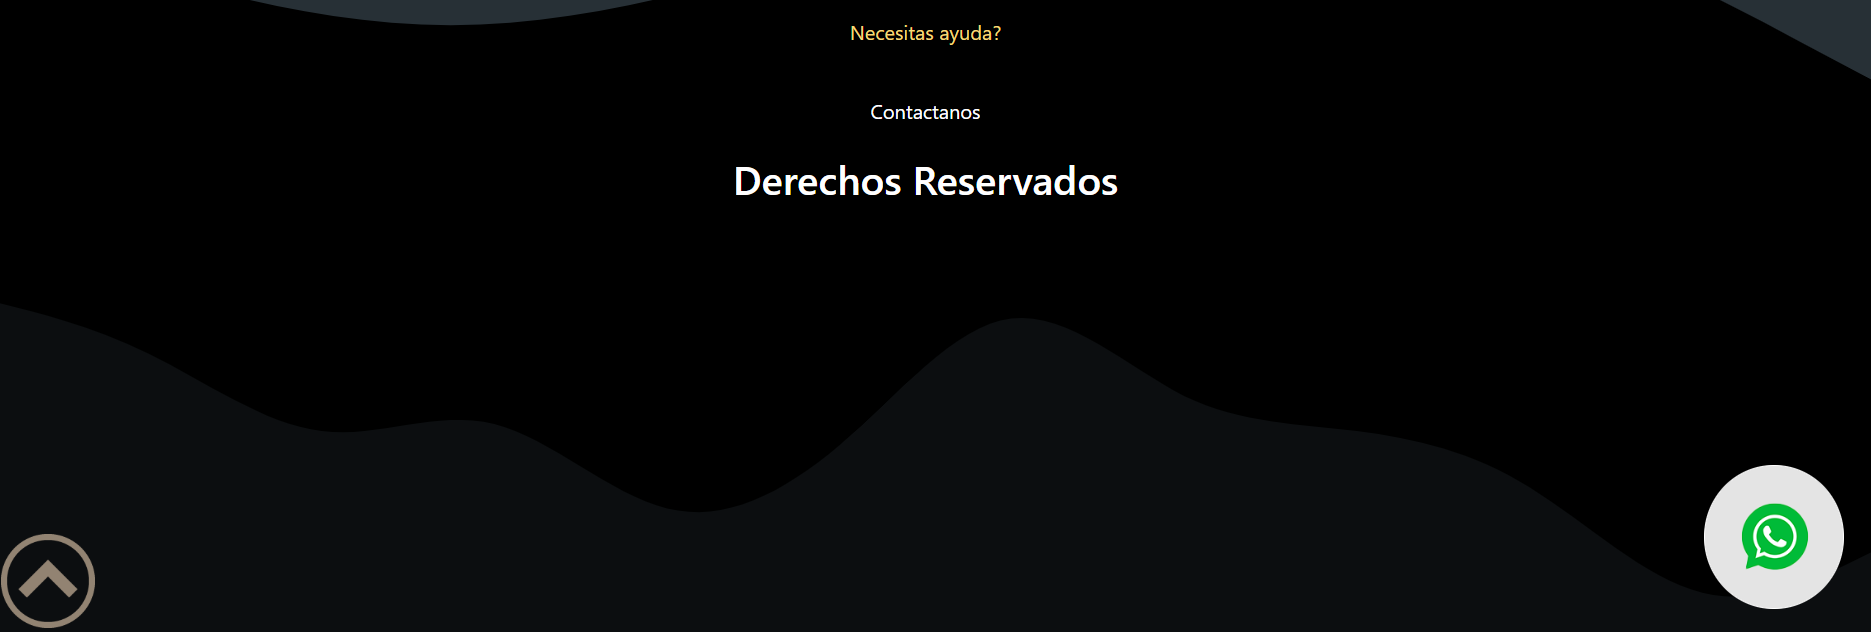 Necesitas ayuda?
Contactanos
Derechos Reservados